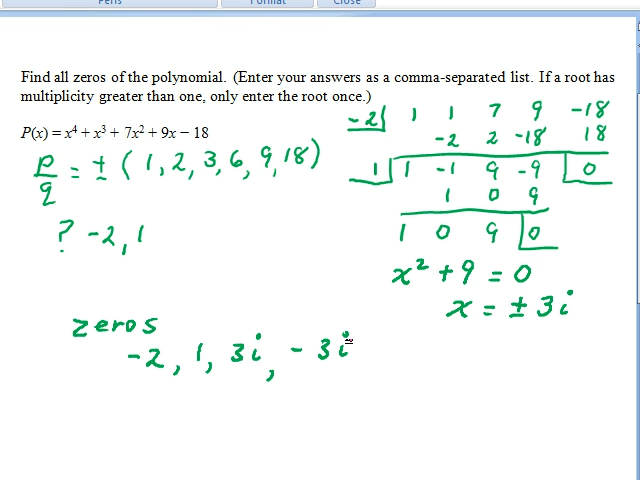 Pens Format Close
Find all zeros of the polynomial. (Enter your answers as a comma-separated list. If a root has
multiplicity greater than one, only enter the root once.)
P(x) = x⁴ + x³ + 7x² + 9x − 18
p/q = ± (1, 2, 3, 6, 9, 18)
? -2, 1
-2 | 1 1 7 9 -18
-2 2 -18 18
1 | 1 -1 9 -9 | 0
1 0 9
1 0 9 | 0
x² + 9 = 0
x = ± 3i
zeros
-2, 1, 3i, - 3i